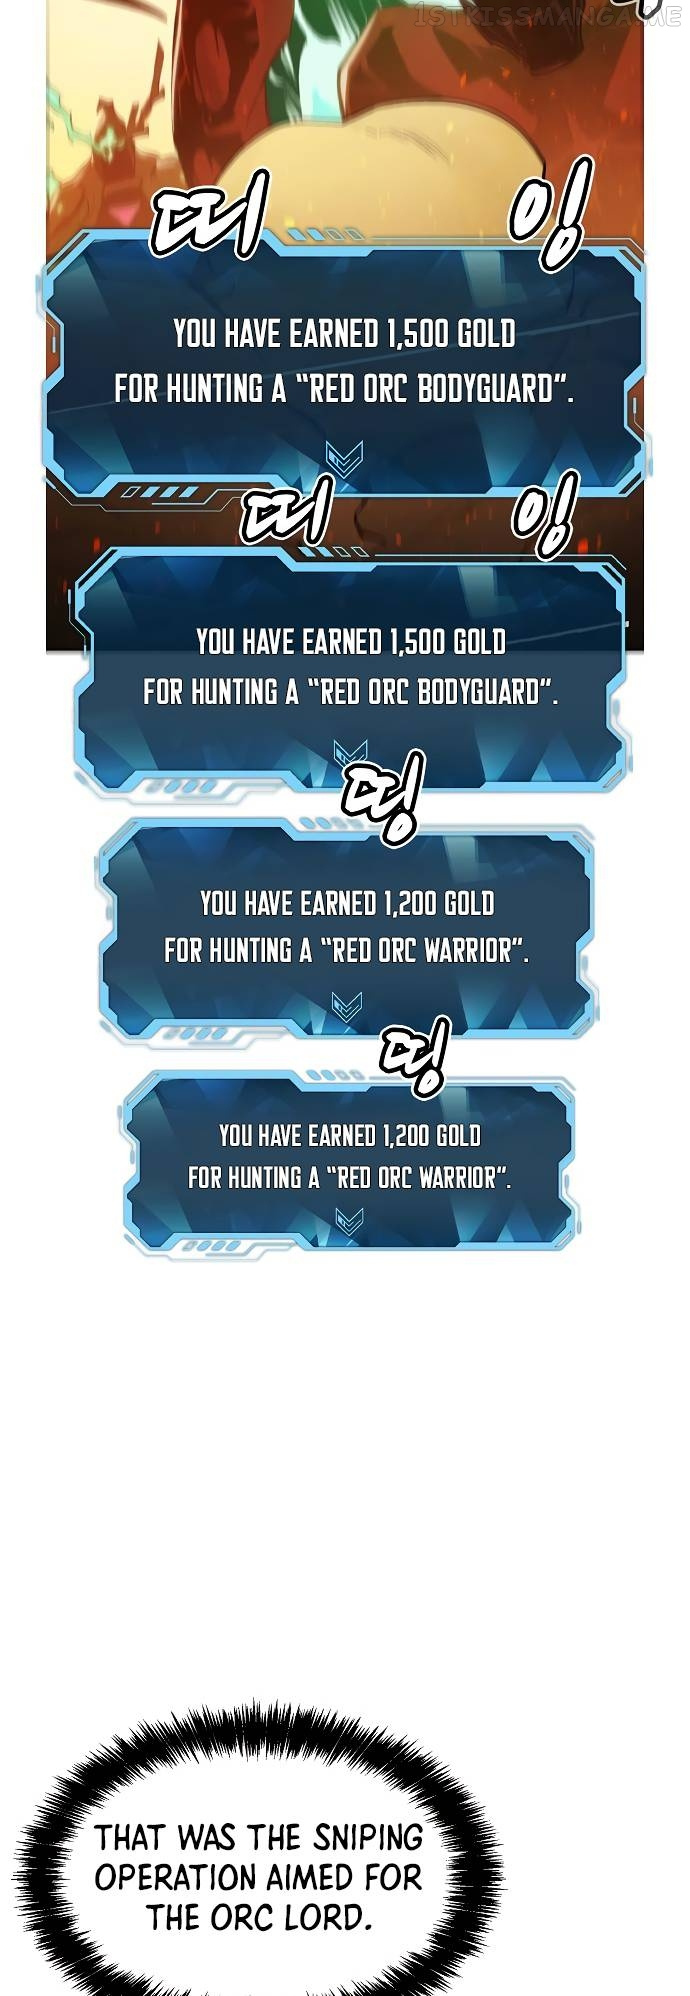 1STKISSMANGA.ME
띠 잉
YOU HAVE EARNED 1,500 GOLD
FOR HUNTING A “RED ORC BODYGUARD”.
띠 잉
YOU HAVE EARNED 1,500 GOLD
FOR HUNTING A “RED ORC BODYGUARD”.
띵
YOU HAVE EARNED 1,200 GOLD
FOR HUNTING A “RED ORC WARRIOR”.
띵
YOU HAVE EARNED 1,200 GOLD
FOR HUNTING A “RED ORC WARRIOR”.
THAT WAS THE SNIPING
OPERATION AIMED FOR
THE ORC LORD.